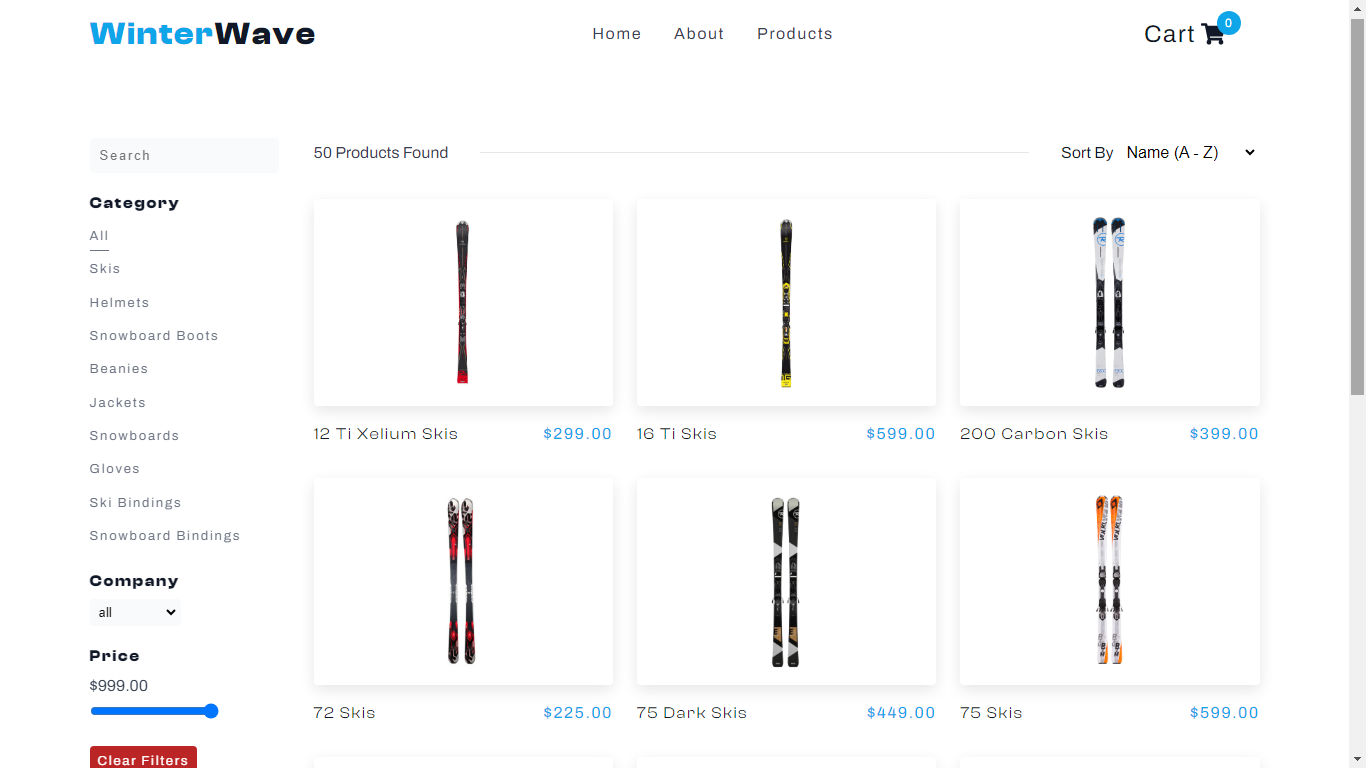 WinterWave
Home
About
Products
Cart
0
Search
Category
All
Skis
Helmets
Snowboard Boots
Beanies
Jackets
Snowboards
Gloves
Ski Bindings
Snowboard Bindings
Company
all
Price
$999.00
Clear Filters
50 Products Found
Sort By Name (A - Z)
12 Ti Xelium Skis $299.00
16 Ti Skis $599.00
200 Carbon Skis $399.00
72 Skis $225.00
75 Dark Skis $449.00
75 Skis $599.00